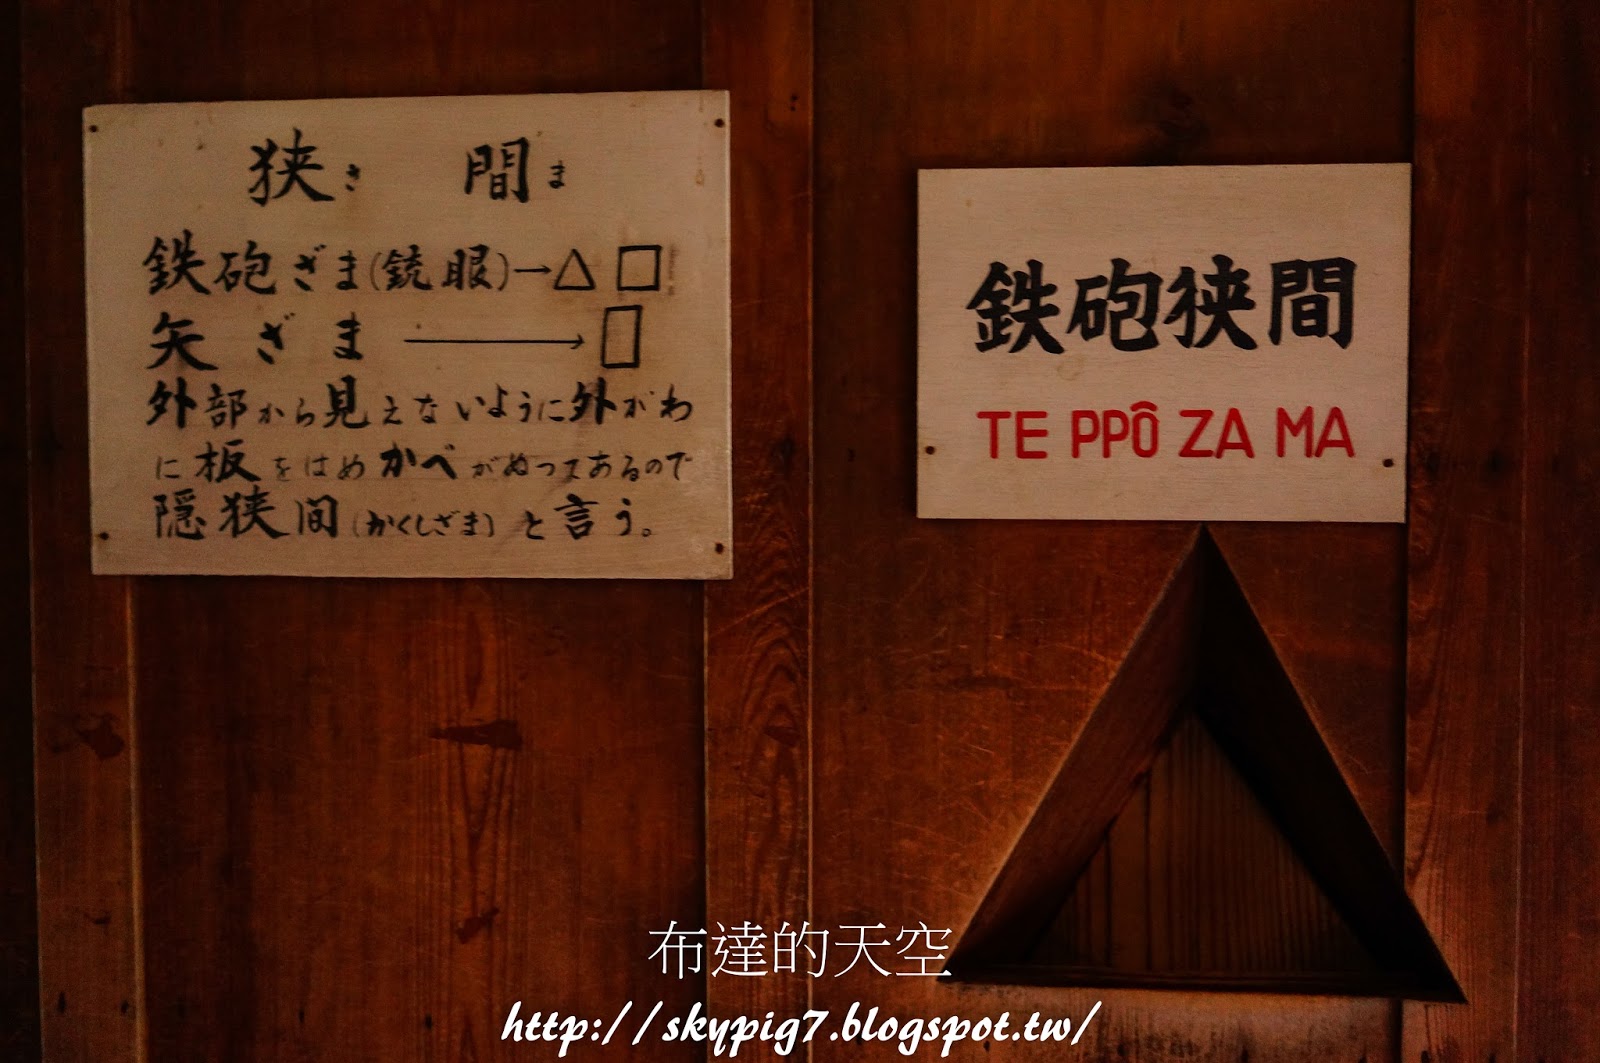 狭さ 間ま
鉄砲ざま(銃眼)→△ □
矢ざま→▯
外部から見えないように外がわ
に板をはめかべがぬってあるので
隠狭間(かくしざま)と言う。
鉄砲狭間
TE PPÔ ZA MA
布達的天空
http://skypig7.blogspot.tw/